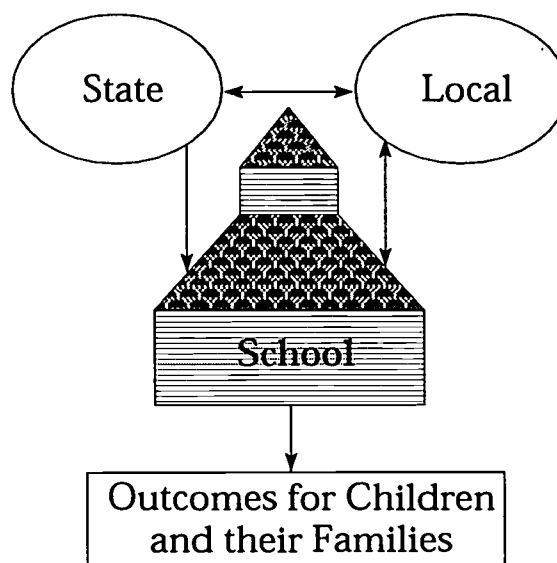 State
Local
School
Outcomes for Children
and their Families